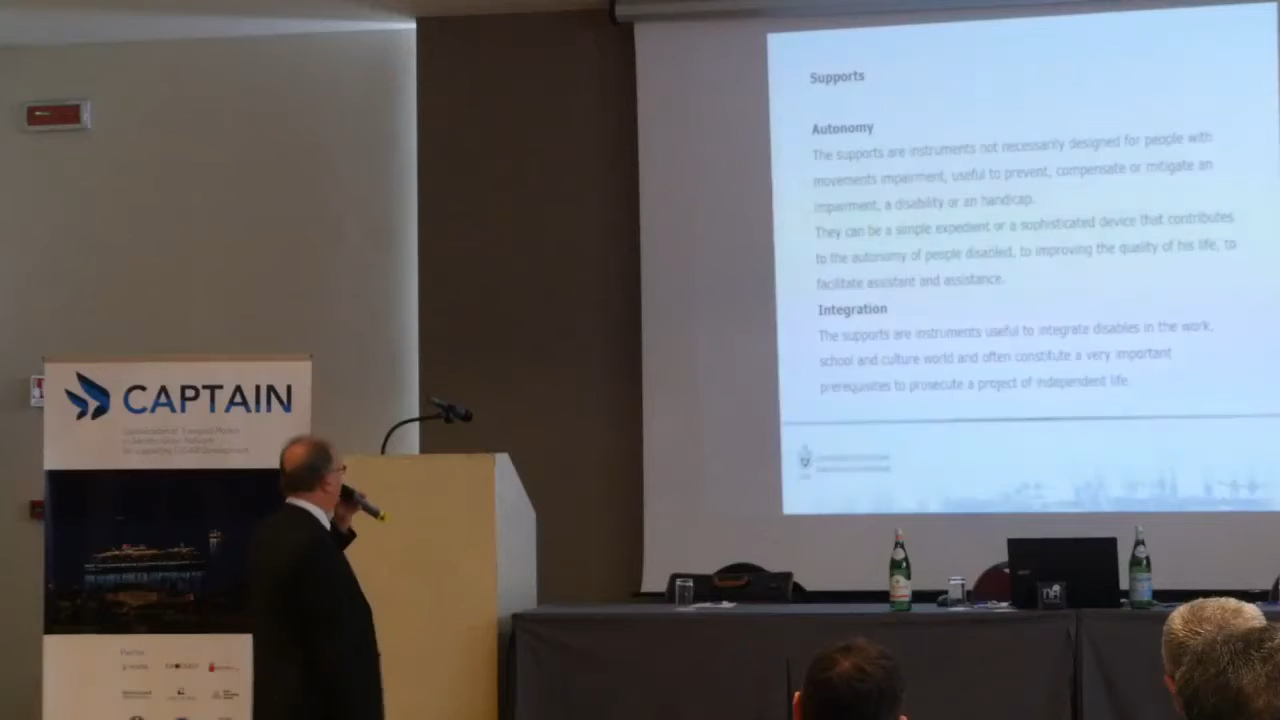 Supports
Autonomy
The supports are instruments not necessarily designed for people with
movements impairment, useful to prevent, compensate or mitigate an
impairment, a disability or an handicap.
They can be a simple expedient or a sophisticated device that contributes
to the autonomy of people disabled, to improving the quality of his life, to
facilitate assistant and assistance.
Integration
The supports are instruments useful to integrate disables in the work,
school and culture world and often constitute a very important
prerequisites to prosecute a project of independent life.
CAPTAIN